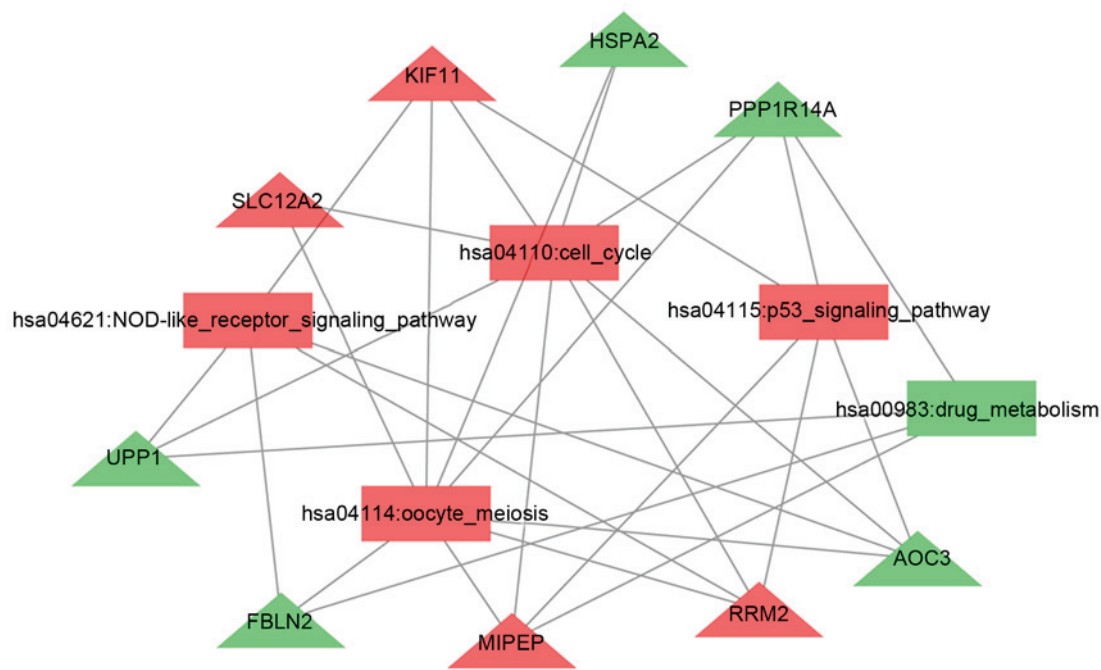 HSPA2
KIF11
PPP1R14A
SLC12A2
hsa04110:cell_cycle
hsa04621:NOD-like_receptor_signaling_pathway
hsa04115:p53_signaling_pathway
hsa00983:drug_metabolism
UPP1
hsa04114:oocyte_meiosis
AOC3
RRM2
FBLN2
MIPEP